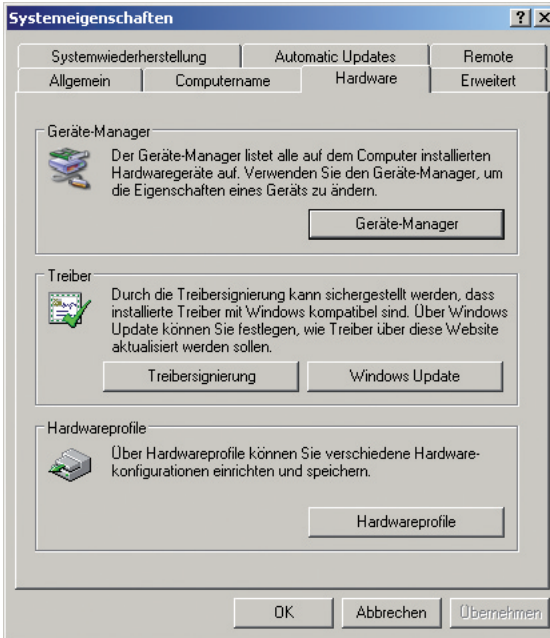 Systemeigenschaften
Systemwiederherstellung Automatic Updates Remote
Allgemein Computername Hardware Erweitert
Geräte-Manager
Der Geräte-Manager listet alle auf dem Computer installierten
Hardwaregeräte auf. Verwenden Sie den Geräte-Manager, um
die Eigenschaften eines Geräts zu ändern.
Geräte-Manager
Treiber
Durch die Treibersignierung kann sichergestellt werden, dass
installierte Treiber mit Windows kompatibel sind. Über Windows
Update können Sie festlegen, wie Treiber über diese Website
aktualisiert werden sollen.
Treibersignierung Windows Update
Hardwareprofile
Über Hardwareprofile können Sie verschiedene Hardware-
konfigurationen einrichten und speichern.
Hardwareprofile
OK Abbrechen Übernehmen